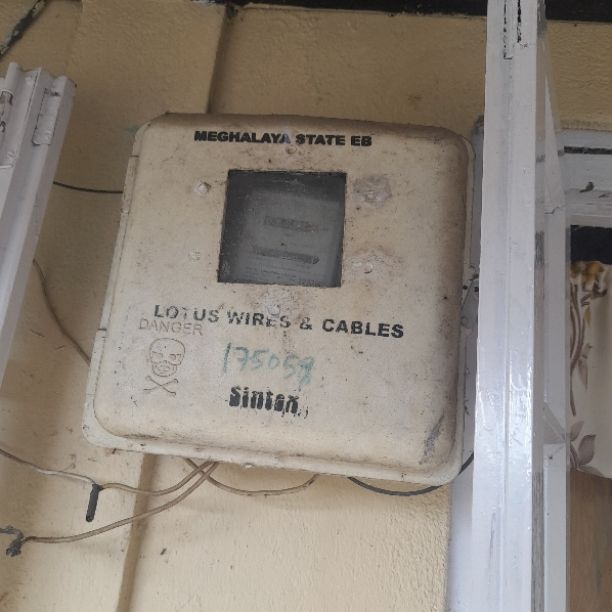 MEGHALAYA STATE EB
LOTUS WIRES & CABLES
DANGER
175058
Sintex